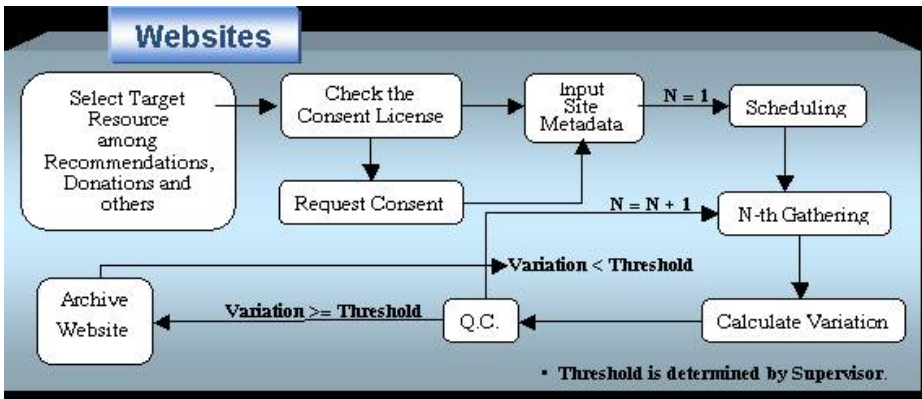 Websites
Select Target
Resource
among
Recommendations,
Donations and
others
Check the
Consent License
Input
Site
Metadata
N = 1
Scheduling
Request Consent
N = N + 1
N-th Gathering
Variation < Threshold
Archive
Website
Variation >= Threshold
Q.C.
Calculate Variation
• Threshold is determined by Supervisor.